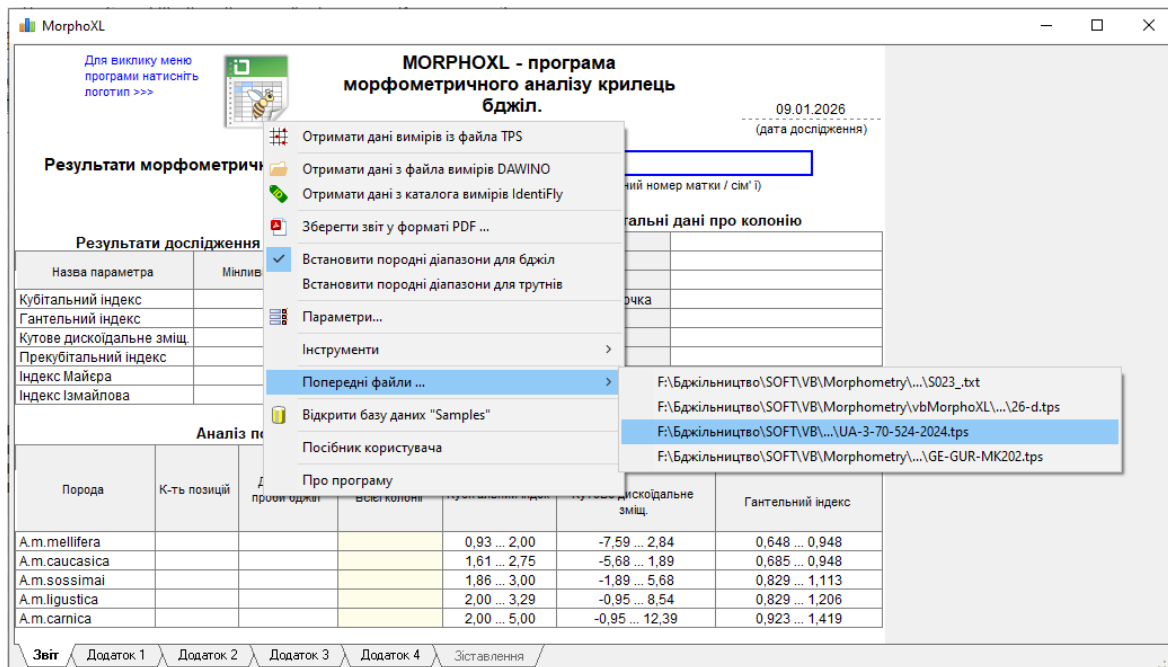 MorphoXL
Для виклику меню
програми натисніть
логотип >>>
MORPHOXL - програма
морфометричного аналізу крилець
бджіл.
09.01.2026
(дата дослідження)
Отримати дані вимірів із файла TPS
Отримати дані з файла вимірів DAWINO
Отримати дані з каталога вимірів IdentiFly
Зберегти звіт у форматі PDF ...
Встановити породні діапазони для бджіл
Встановити породні діапазони для трутнів
Параметри...
Інструменти
Попередні файли ...
Відкрити базу даних "Samples"
Посібник користувача
Про програму
F:\Бджільництво\SOFT\VB\Morphometry\...\S023_.txt
F:\Бджільництво\SOFT\VB\Morphometry\vbMorphoXL\...\26-d.tps
F:\Бджільництво\SOFT\VB\...\UA-3-70-524-2024.tps
F:\Бджільництво\SOFT\VB\Morphometry\...\GE-GUR-MK202.tps
Результати
номер матки / сім' ї)
дані про колонію
Результати дослідження
Назва параметра
Кубітальний індекс
Гантельний індекс
Кутове дискоїдальне зміщ.
Прекубітальний індекс
Індекс Майєра
Індекс Ізмайлова
Аналіз
Порода К-ть позицій проби бджіл всієї колонії дискоїдальне зміщ. Гантельний індекс
A.m.mellifera 0,93 ... 2,00 -7,59 ... 2,84 0,648 ... 0,948
A.m.caucasica 1,61 ... 2,75 -5,68 ... 1,89 0,685 ... 0,948
A.m.sossimai 1,86 ... 3,00 -1,89 ... 5,68 0,829 ... 1,113
A.m.ligustica 2,00 ... 3,29 -0,95 ... 8,54 0,829 ... 1,206
A.m.carnica 2,00 ... 5,00 -0,95 ... 12,39 0,923 ... 1,419
Звіт Додаток 1 Додаток 2 Додаток 3 Додаток 4 Зіставлення